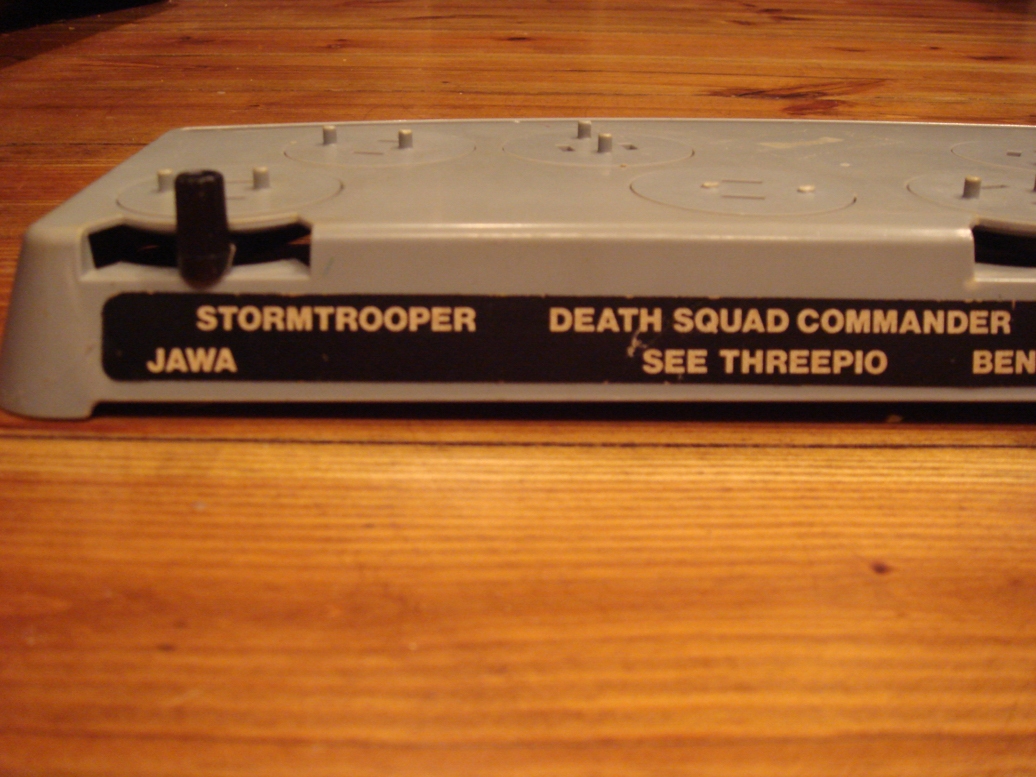 STORMTROOPER DEATH SQUAD COMMANDER
JAWA SEE THREEPIO BEN